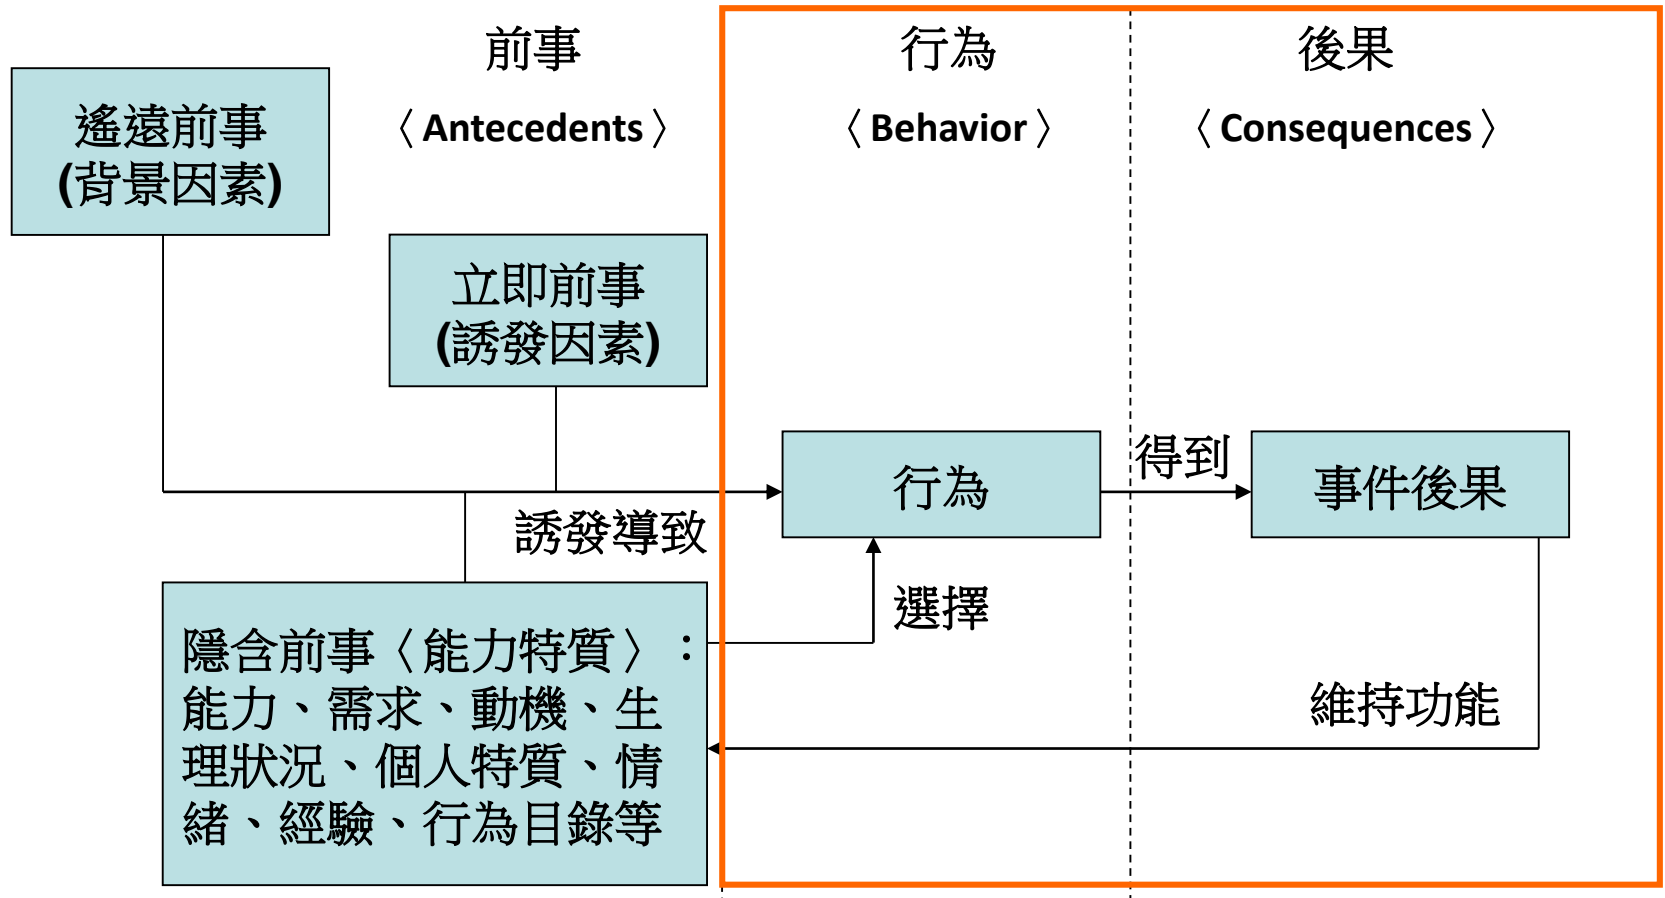 前事
行為
後果
〈Antecedents〉
〈Behavior〉
〈Consequences〉
遙遠前事
(背景因素)
立即前事
(誘發因素)
行為
得到
事件後果
誘發導致
選擇
隱含前事〈能力特質〉：
能力、需求、動機、生
理狀況、個人特質、情
緒、經驗、行為目錄等
維持功能